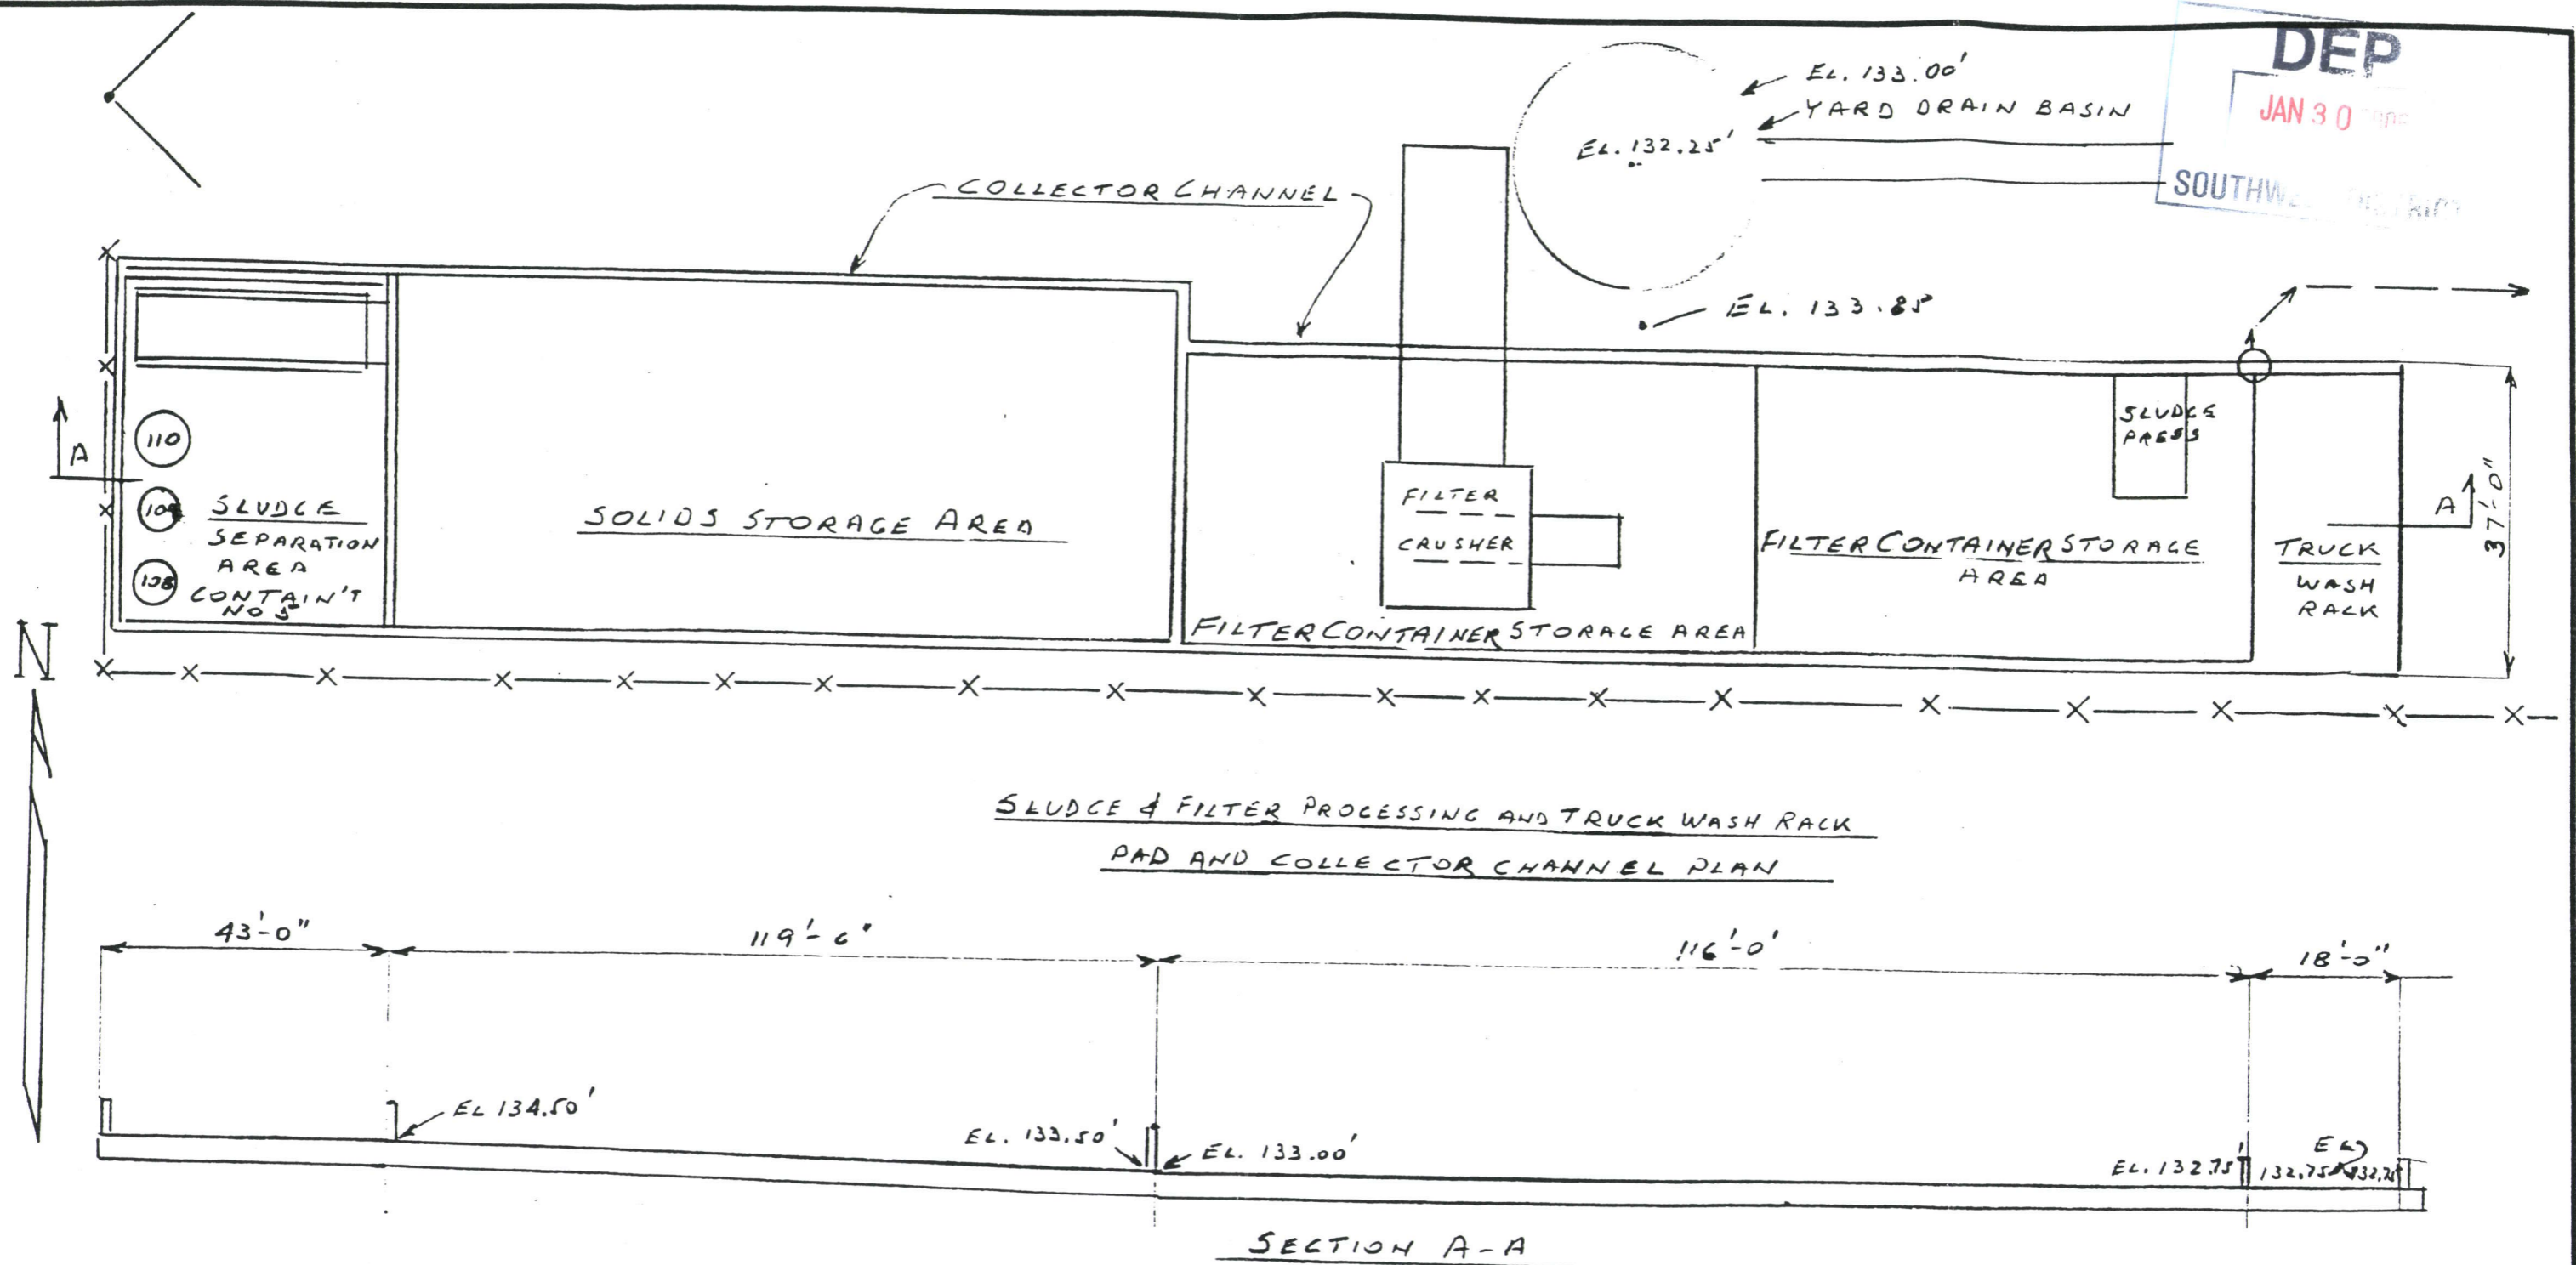 DEP
JAN 30
EL. 133.00'
YARD DRAIN BASIN
EL. 132.25'
COLLECTOR CHANNEL
EL. 133.85
110
109
108
SLUDGE
SEPARATION
AREA
CONTAIN'T
NO 5
SOLIDS STORAGE AREA
FILTER
CRUSHER
FILTER CONTAINER STORAGE AREA
SLUDGE
PRESS
FILTER CONTAINER STORAGE
AREA
TRUCK
WASH
RACK
A
A
37'-0"
N
SLUDGE & FILTER PROCESSING AND TRUCK WASH RACK
PAD AND COLLECTOR CHANNEL PLAN
43'-0"
119'-6"
116'-0'
18'-0"
EL 134.50'
EL. 133.50'
EL. 133.00'
EL. 132.75'
EL
132.75
SECTION A-A